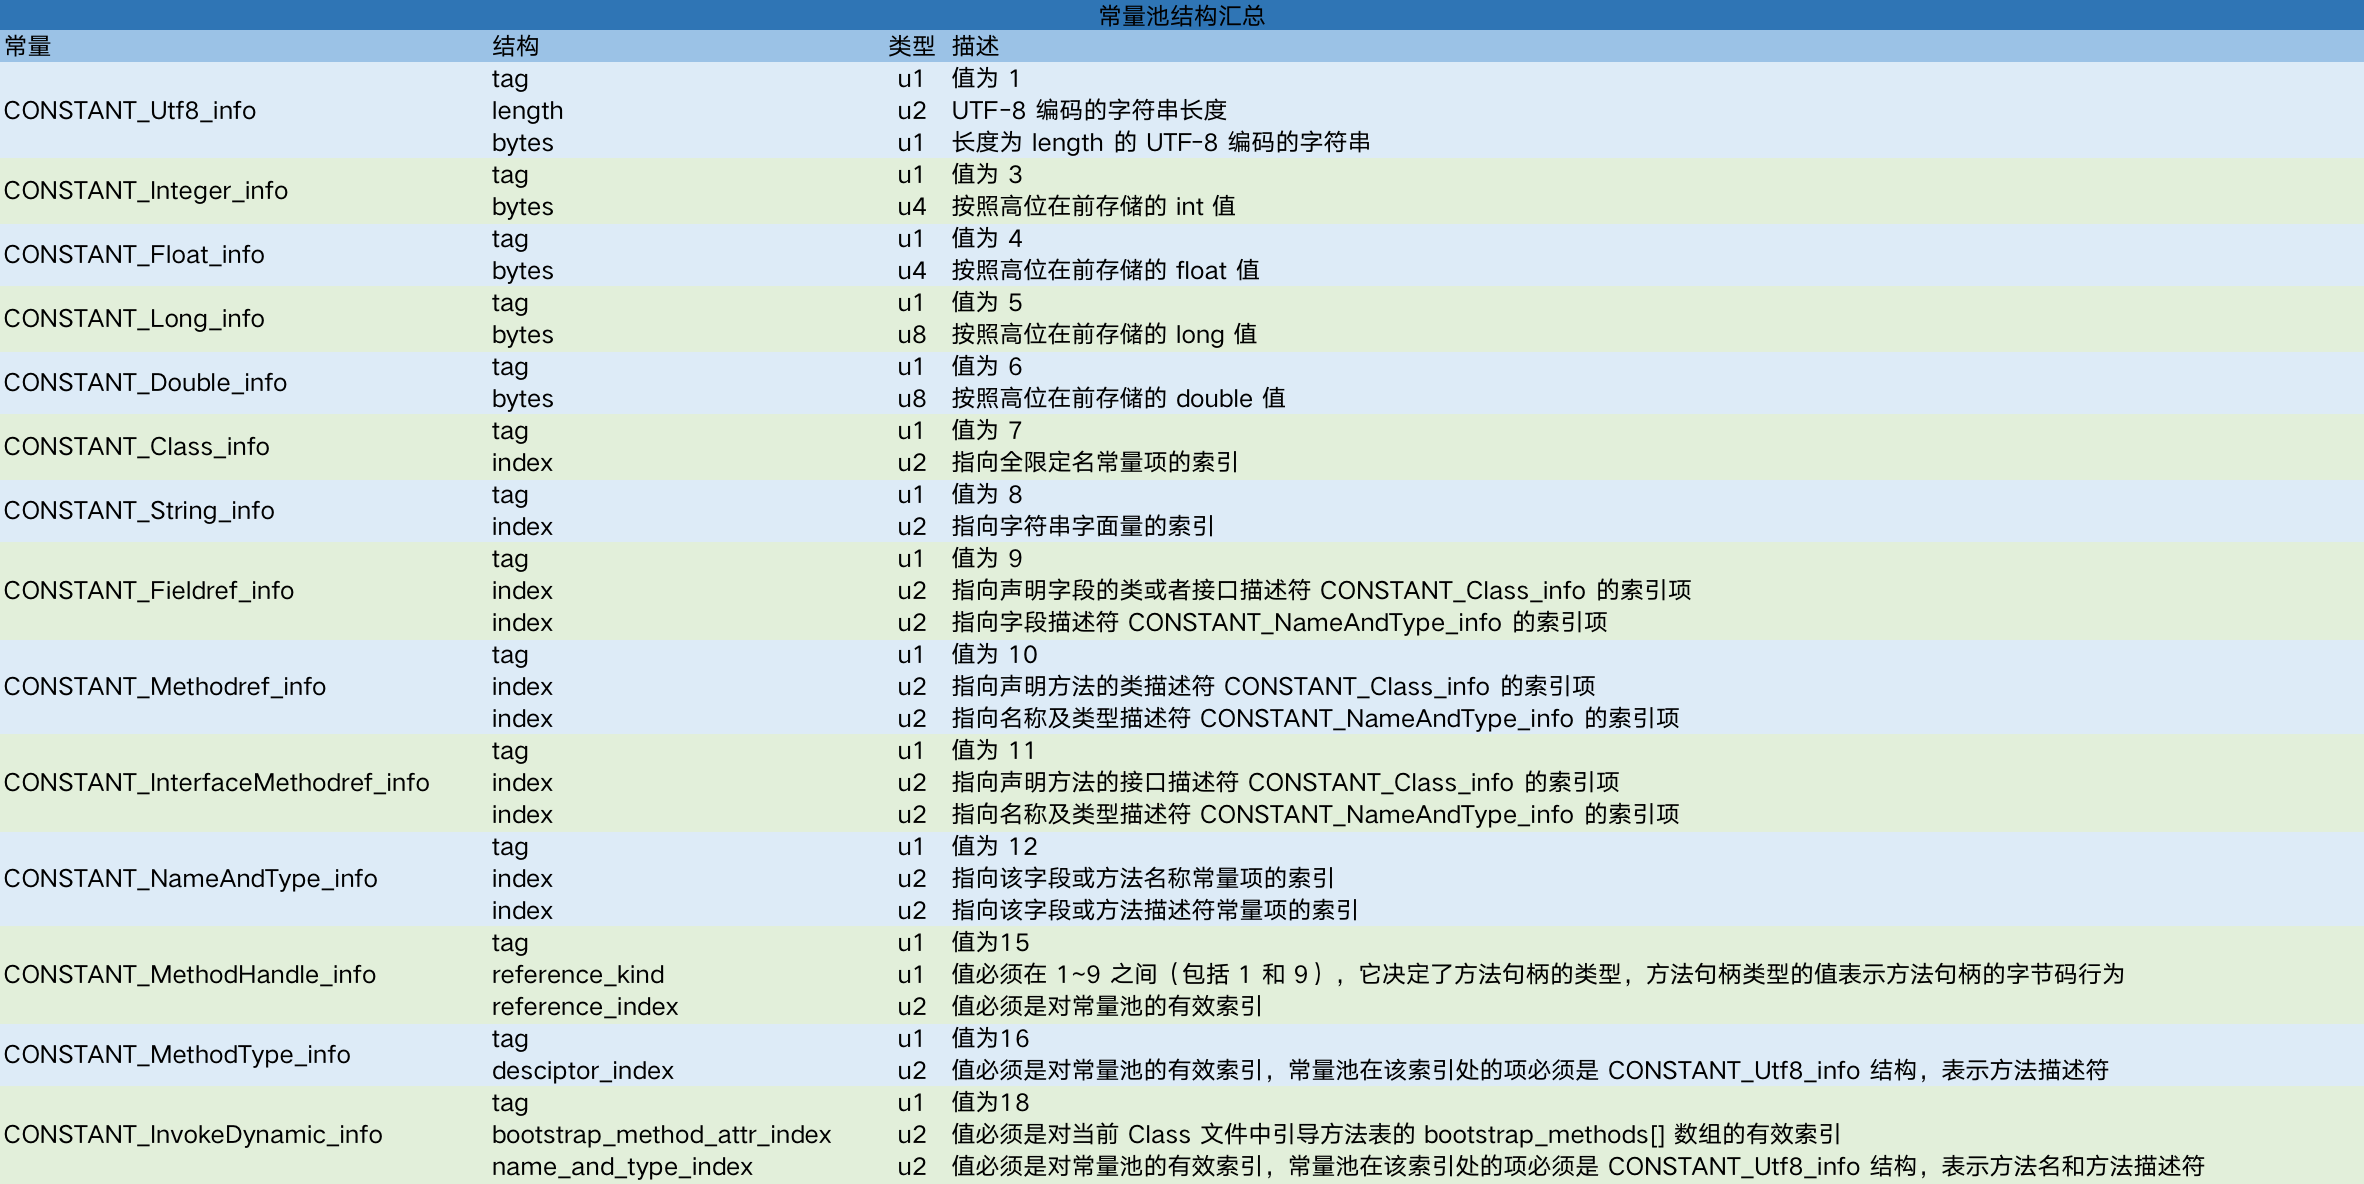 常量池结构汇总
常量 结构 类型 描述
CONSTANT_Utf8_info
tag u1 值为 1
length u2 UTF-8 编码的字符串长度
bytes u1 长度为 length 的 UTF-8 编码的字符串
CONSTANT_Integer_info
tag u1 值为 3
bytes u4 按照高位在前存储的 int 值
CONSTANT_Float_info
tag u1 值为 4
bytes u4 按照高位在前存储的 float 值
CONSTANT_Long_info
tag u1 值为 5
bytes u8 按照高位在前存储的 long 值
CONSTANT_Double_info
tag u1 值为 6
bytes u8 按照高位在前存储的 double 值
CONSTANT_Class_info
tag u1 值为 7
index u2 指向全限定名常量项的索引
CONSTANT_String_info
tag u1 值为 8
index u2 指向字符串字面量的索引
CONSTANT_Fieldref_info
tag u1 值为 9
index u2 指向声明字段的类或者接口描述符 CONSTANT_Class_info 的索引项
index u2 指向字段描述符 CONSTANT_NameAndType_info 的索引项
CONSTANT_Methodref_info
tag u1 值为 10
index u2 指向声明方法的类描述符 CONSTANT_Class_info 的索引项
index u2 指向名称及类型描述符 CONSTANT_NameAndType_info 的索引项
CONSTANT_InterfaceMethodref_info
tag u1 值为 11
index u2 指向声明方法的接口描述符 CONSTANT_Class_info 的索引项
index u2 指向名称及类型描述符 CONSTANT_NameAndType_info 的索引项
CONSTANT_NameAndType_info
tag u1 值为 12
index u2 指向该字段或方法名称常量项的索引
index u2 指向该字段或方法描述符常量项的索引
CONSTANT_MethodHandle_info
tag u1 值为15
reference_kind u1 值必须在 1~9 之间（包括 1 和 9），它决定了方法句柄的类型，方法句柄类型的值表示方法句柄的字节码行为
reference_index u2 值必须是对常量池的有效索引
CONSTANT_MethodType_info
tag u1 值为16
desciptor_index u2 值必须是对常量池的有效索引，常量池在该索引处的项必须是 CONSTANT_Utf8_info 结构，表示方法描述符
CONSTANT_InvokeDynamic_info
tag u1 值为18
bootstrap_method_attr_index u2 值必须是对当前 Class 文件中引导方法表的 bootstrap_methods[] 数组的有效索引
name_and_type_index u2 值必须是对常量池的有效索引，常量池在该索引处的项必须是 CONSTANT_Utf8_info 结构，表示方法名和方法描述符